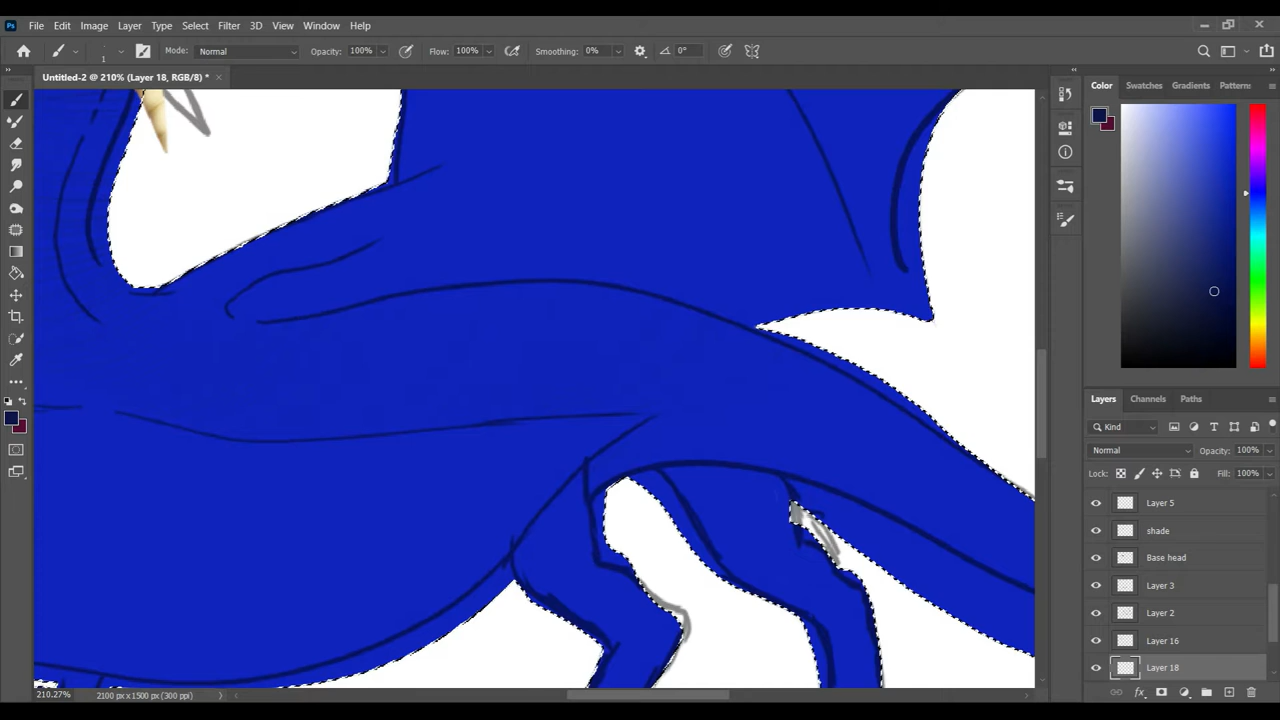 Ps File Edit Image Layer Type Select Filter 3D View Window Help
1 Mode: Normal Opacity: 100% Flow: 100% Smoothing: 0% 0°
Untitled-2 @ 210% (Layer 18, RGB/8) * ×
Color Swatches Gradients Patterns
Layers Channels Paths
Kind
Normal Opacity: 100%
Lock: Fill: 100%
Layer 5
shade
Base head
Layer 3
Layer 2
Layer 16
Layer 18
210.27% 2100 px x 1500 px (300 ppi)
fx